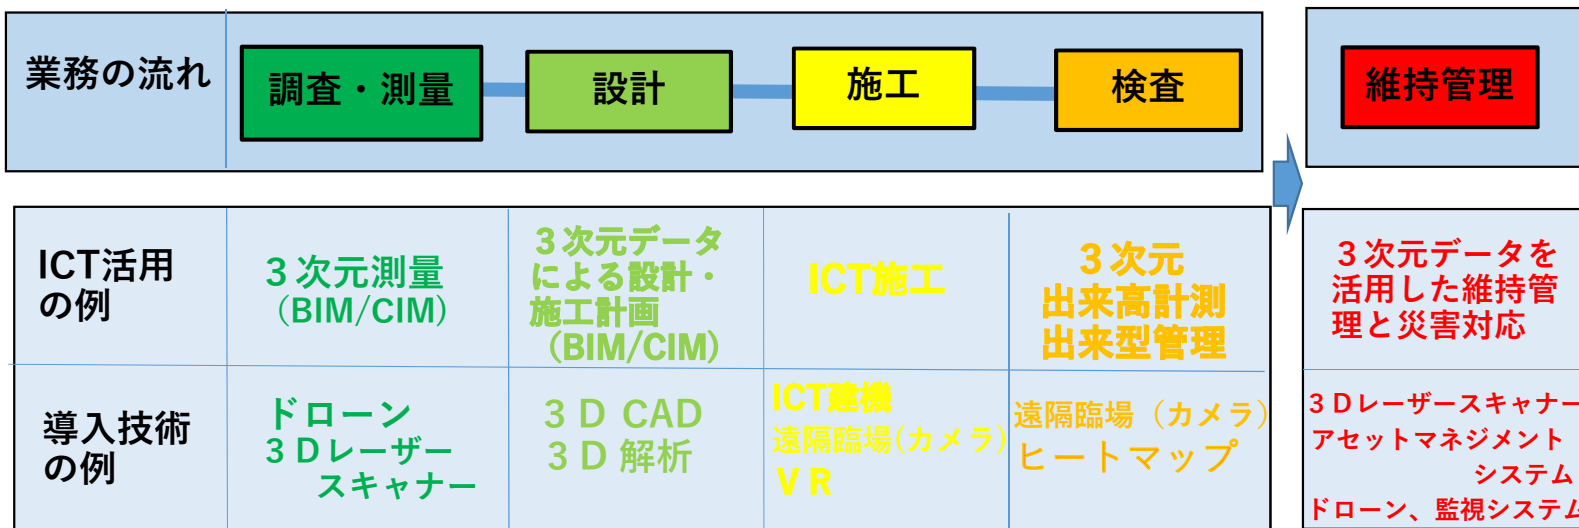 業務の流れ
調査・測量
設計
施工
検査
維持管理
ICT活用
の例
3次元測量
(BIM/CIM)
3次元データ
による設計・
施工計画
(BIM/CIM)
ICT施工
3次元
出来高計測
出来型管理
3次元データを
活用した維持管
理と災害対応
導入技術
の例
ドローン
3Dレーザー
スキャナー
3D CAD
3D 解析
ICT建機
遠隔臨場(カメラ)
VR
遠隔臨場(カメラ)
ヒートマップ
3Dレーザースキャナー
アセットマネジメント
システム
ドローン、監視システム